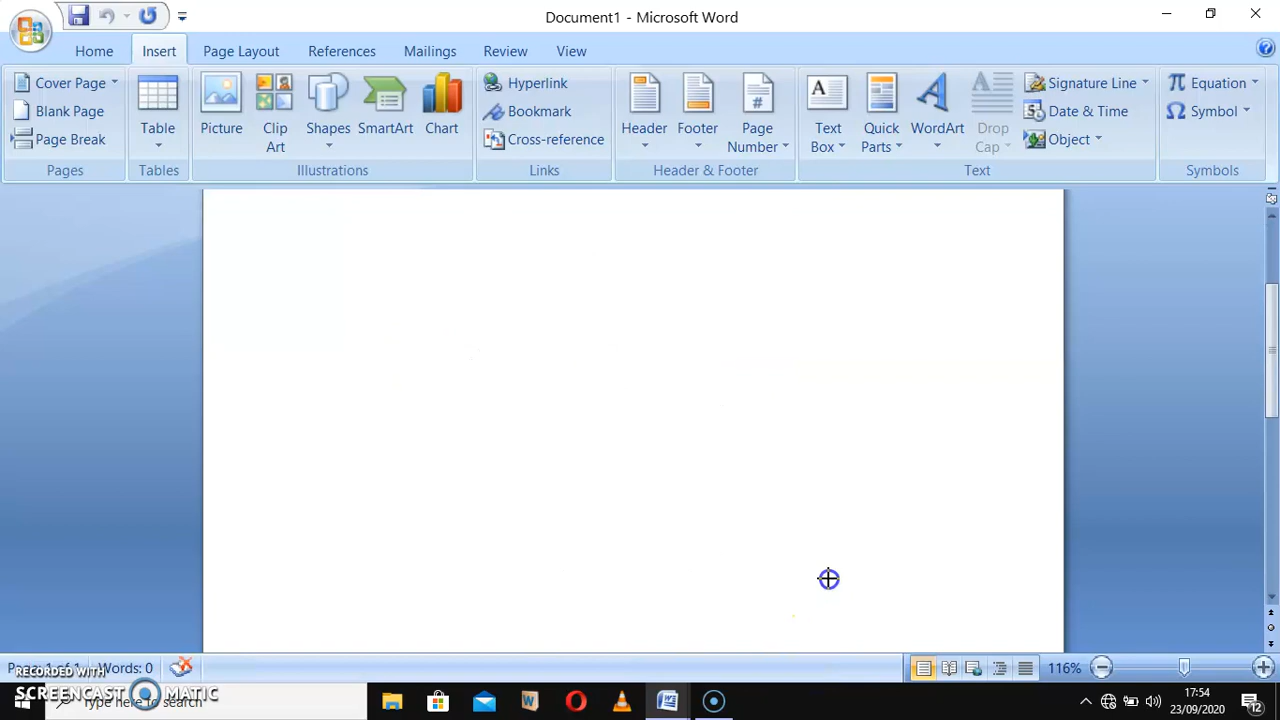 Document1 - Microsoft Word
Home Insert Page Layout References Mailings Review View
Cover Page
Blank Page
Page Break
Pages
Table
Tables
Picture
Clip Art
Shapes
SmartArt
Chart
Illustrations
Hyperlink
Bookmark
Cross-reference
Links
Header
Footer
Page Number
Header & Footer
A
Text Box
Quick Parts
WordArt
Drop Cap
Signature Line
Date & Time
Object
Text
π Equation
Ω Symbol
Symbols
Words: 0
116%
RECORDED WITH
SCREENCAST MATIC
Type here to search
17:54
23/09/2020
12